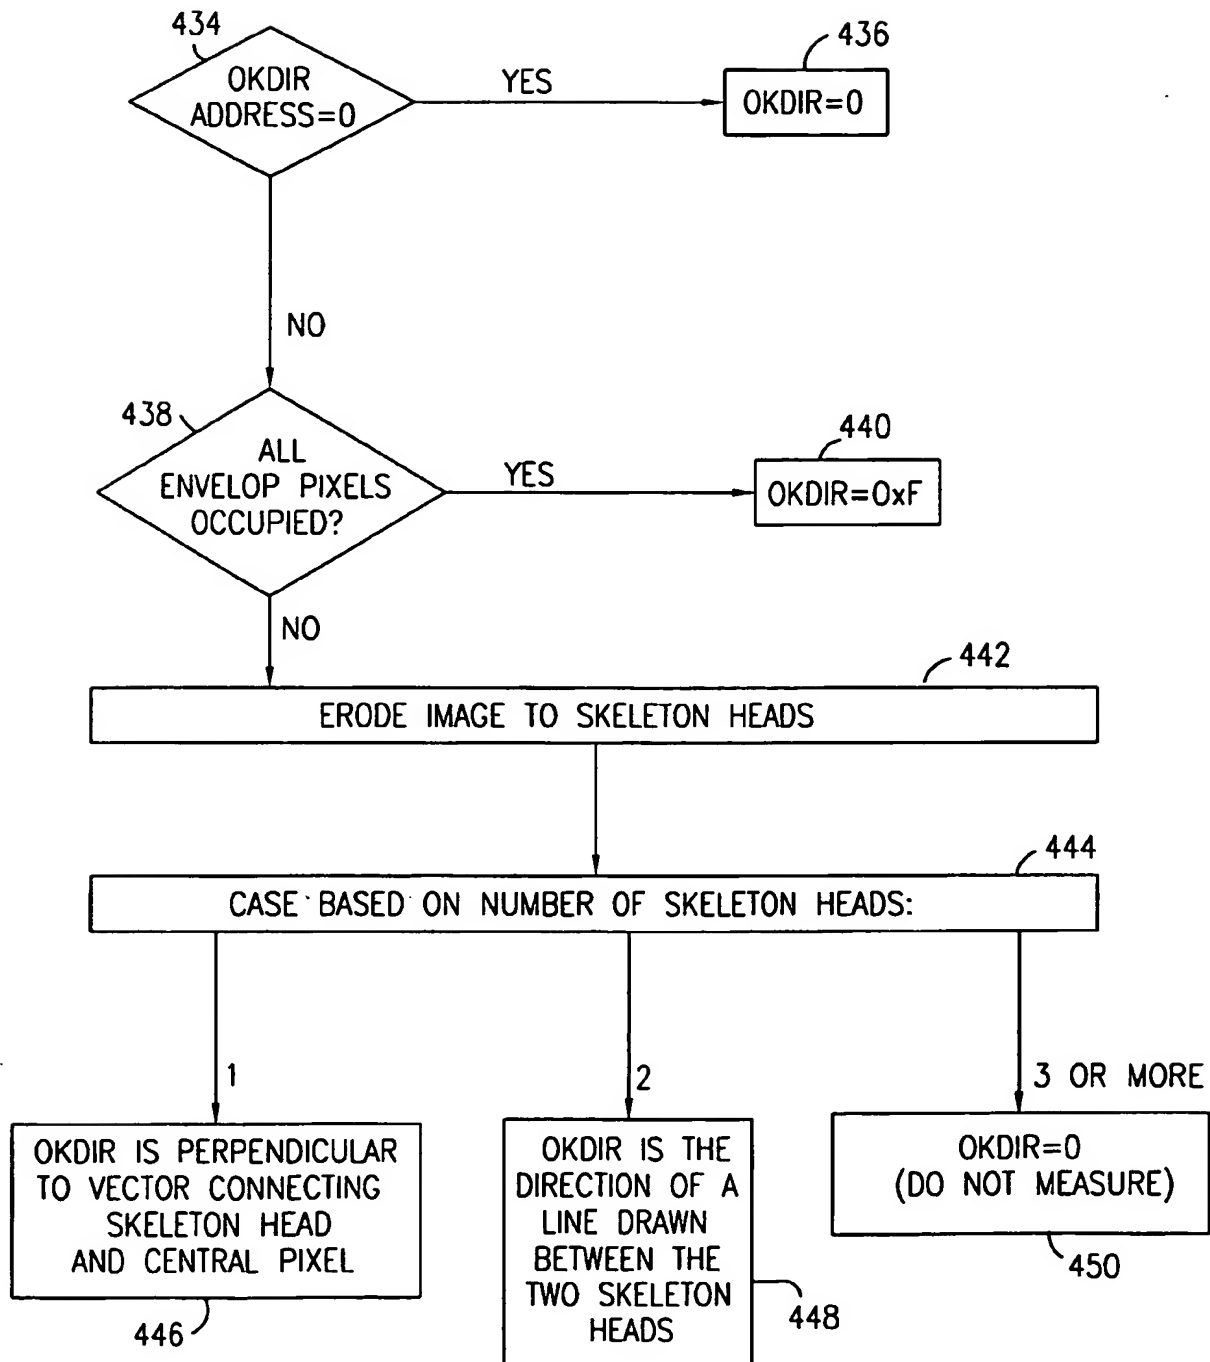 434
OKDIR
ADDRESS=0
YES
436
OKDIR=0
NO
438
ALL
ENVELOP PIXELS
OCCUPIED?
YES
440
OKDIR=0xF
NO
442
ERODE IMAGE TO SKELETON HEADS
444
CASE BASED ON NUMBER OF SKELETON HEADS:
1
2
3 OR MORE
OKDIR IS PERPENDICULAR
TO VECTOR CONNECTING
SKELETON HEAD
AND CENTRAL PIXEL
446
OKDIR IS THE
DIRECTION OF A
LINE DRAWN
BETWEEN THE
TWO SKELETON
HEADS
448
OKDIR=0
(DO NOT MEASURE)
450